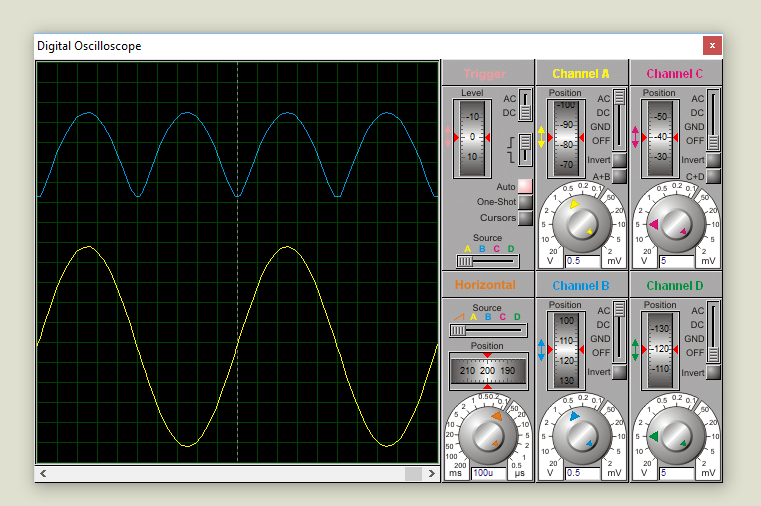 Digital Oscilloscope
x
Trigger
Level
-10
0
10
AC
DC
Auto
One-Shot
Cursors
Source
A B C D
Channel A
Position
-100
-90
-80
-70
AC
DC
GND
OFF
Invert
A+B
0.5 0.2 0.1
1
2
5
10
20
50
20
10
5
2
V 0.5 mV
Channel C
Position
-50
-40
-30
AC
DC
GND
OFF
Invert
C+D
0.5 0.2 0.1
1
2
5
10
20
50
20
10
5
2
V 5 mV
Horizontal
Source
A B C D
Position
210 200 190
0.5 0.2 0.1
1
2
5
10
20
50
100
200
50
20
10
5
2
1
0.5
ms 100u µs
Channel B
Position
100
110
120
130
AC
DC
GND
OFF
Invert
0.5 0.2 0.1
1
2
5
10
20
50
20
10
5
2
V 0.5 mV
Channel D
Position
-130
-120
-110
AC
DC
GND
OFF
Invert
0.5 0.2 0.1
1
2
5
10
20
50
20
10
5
2
V 5 mV